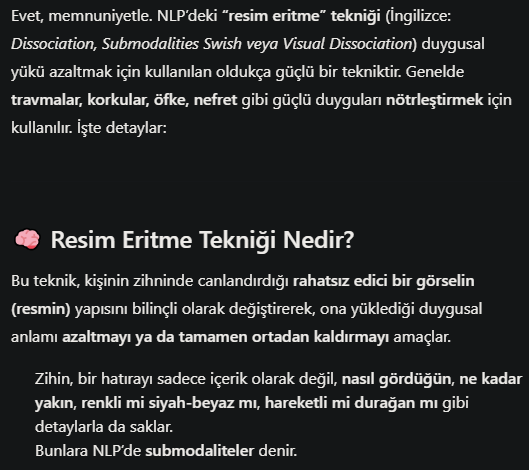 Evet, memnuniyetle. NLP’deki “resim eritme” tekniği (İngilizce:
Dissociation, Submodalities Swish veya Visual Dissociation) duygusal
yükü azaltmak için kullanılan oldukça güçlü bir tekniktir. Genelde
travmalar, korkular, öfke, nefret gibi güçlü duyguları nötrleştirmek için
kullanılır. İşte detaylar:
🧠 Resim Eritme Tekniği Nedir?
Bu teknik, kişinin zihninde canlandırdığı rahatsız edici bir görselin
(resmin) yapısını bilinçli olarak değiştirerek, ona yüklediği duygusal
anlamı azaltmayı ya da tamamen ortadan kaldırmayı amaçlar.
Zihin, bir hatırayı sadece içerik olarak değil, nasıl gördüğün, ne kadar
yakın, renkli mi siyah-beyaz mı, hareketli mi durağan mı gibi
detaylarla da saklar.
Bunlara NLP’de submodaliteler denir.